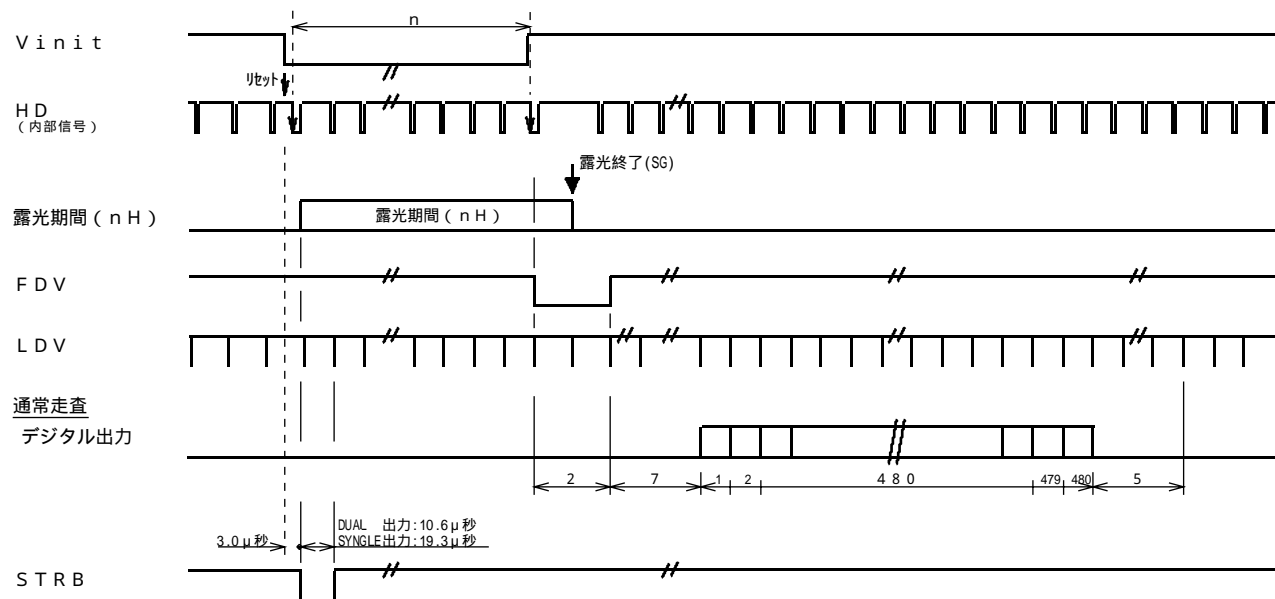 n
Ｖｉｎｉｔ
ﾘｾｯﾄ
ＨＤ
（内部信号）
露光終了(SG)
露光期間（ｎＨ）
露光期間（ｎＨ）
ＦＤＶ
ＬＤＶ
通常走査
デジタル出力
2 7 1 2 ４８０ 479 480 5
DUAL 出力:10.6μ秒
3.0μ秒 SYNGLE出力:19.3μ秒
ＳＴＲＢ